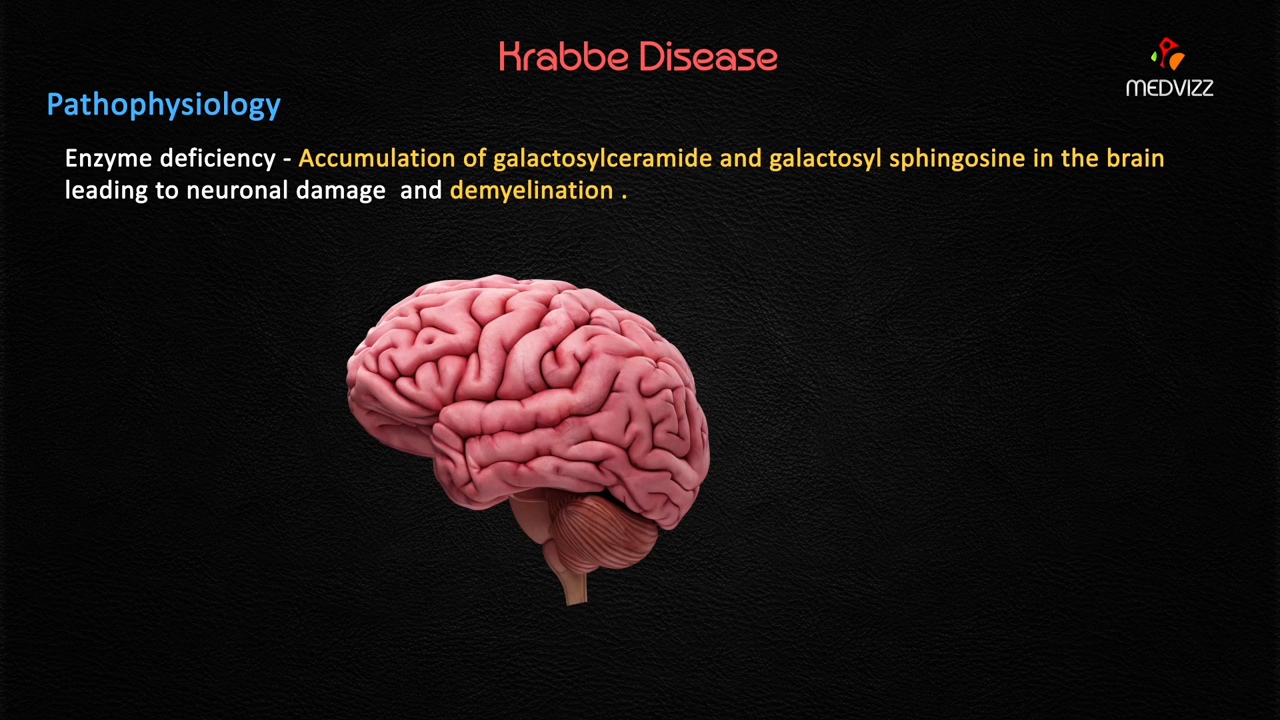 Krabbe Disease
MEDVIZZ
Pathophysiology
Enzyme deficiency - Accumulation of galactosylceramide and galactosyl sphingosine in the brain
leading to neuronal damage  and demyelination .